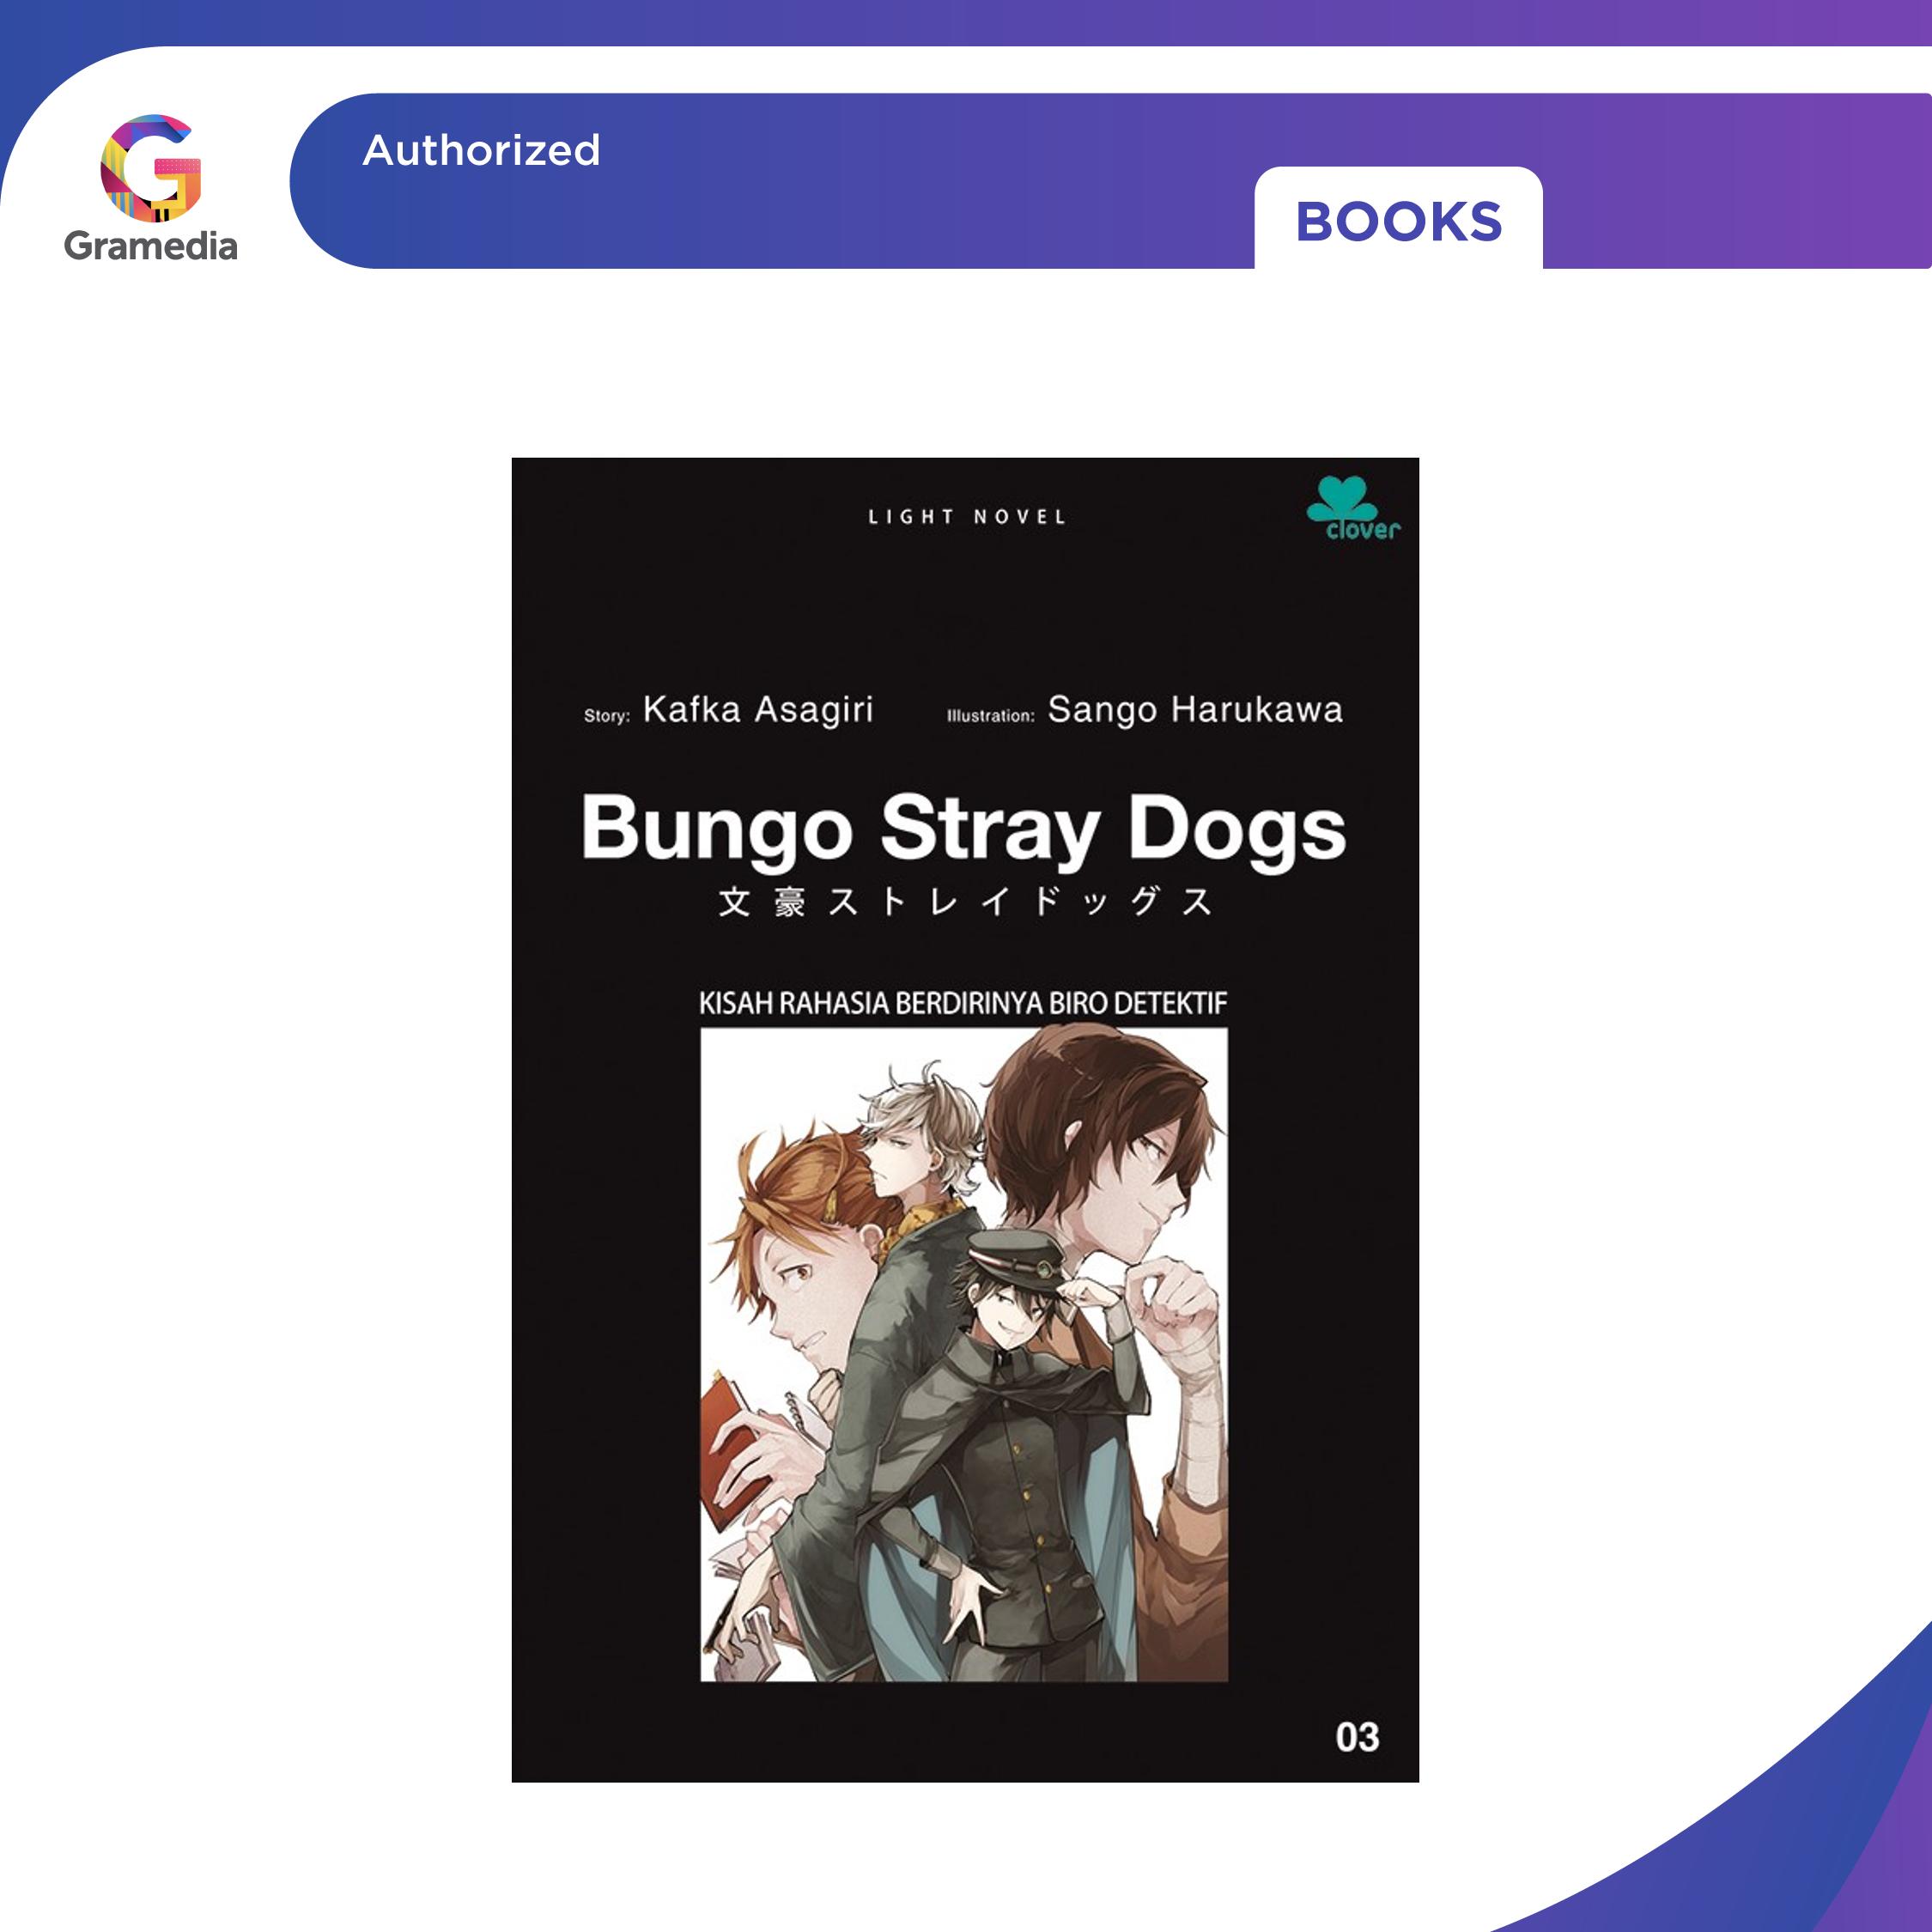 Gramedia
Authorized
BOOKS
LIGHT NOVEL
clover
Story: Kafka Asagiri Illustration: Sango Harukawa
Bungo Stray Dogs
文豪ストレイドッグス
KISAH RAHASIA BERDIRINYA BIRO DETEKTIF
03